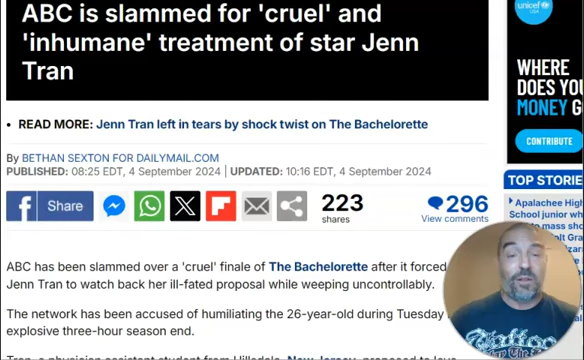 ABC is slammed for 'cruel' and
'inhumane' treatment of star Jenn
Tran
• READ MORE: Jenn Tran left in tears by shock twist on The Bachelorette
By BETHAN SEXTON FOR DAILYMAIL.COM
PUBLISHED: 08:25 EDT, 4 September 2024 | UPDATED: 10:16 EDT, 4 September 2024
Share
223
shares
296
View comments
ABC has been slammed over a 'cruel' finale of The Bachelorette after it forced
Jenn Tran to watch back her ill-fated proposal while weeping uncontrollably.
The network has been accused of humiliating the 26-year-old during Tuesday
explosive three-hour season end.
unicef
USA
WHERE
DOES YOU
MONEY G
CONTRIBUTE
TOP STORIE
Apalachee High
School junior wh